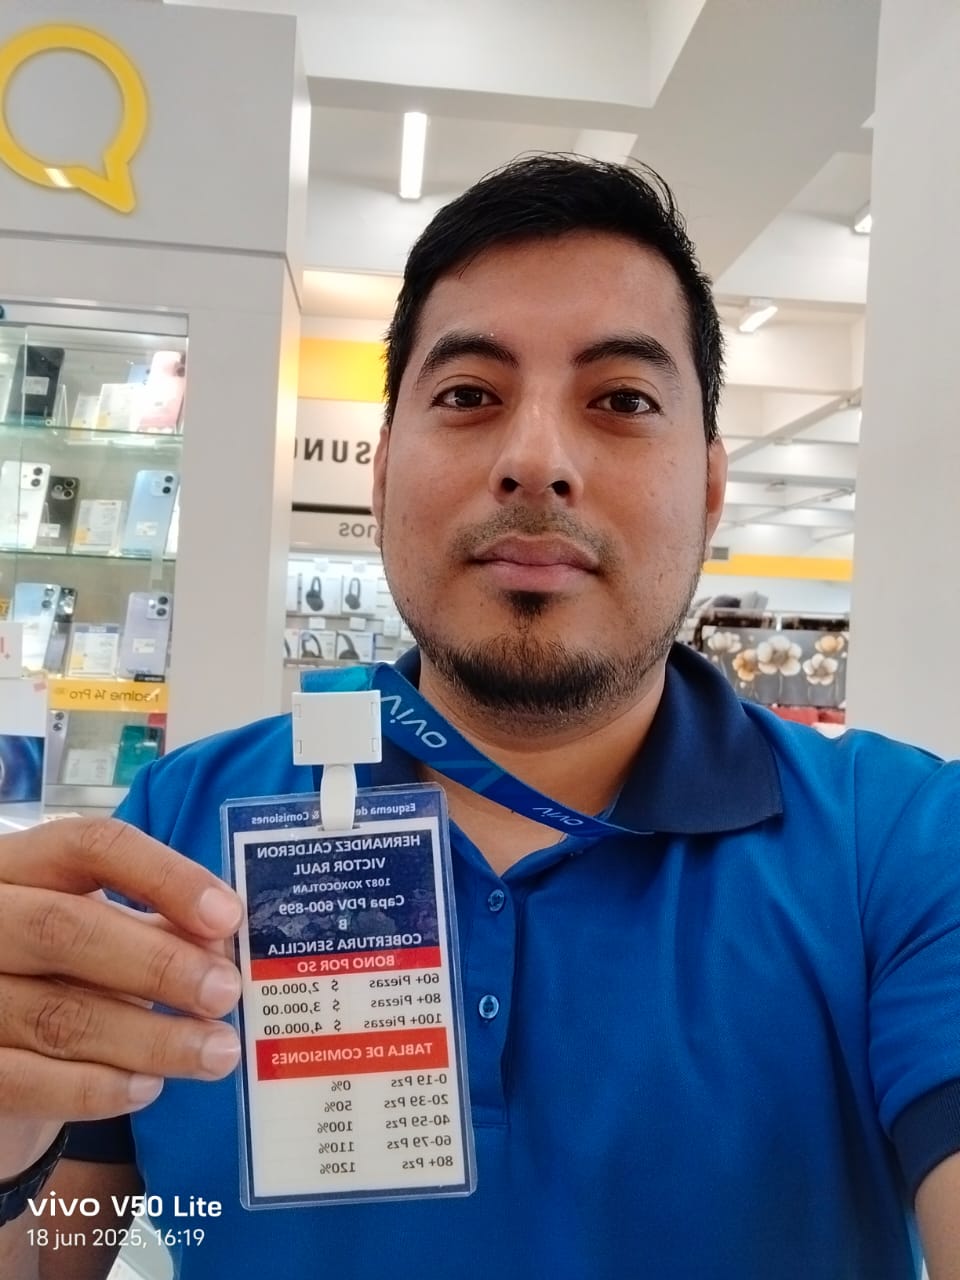 SUNG
nos
realme 14 Pro
vivo
vivo
Esquema de
& Comisiones
HERNANDEZ CALDERON
VICTOR RAUL
1087 XOXOCOTLAN
Capa PDV 600-899
B
COBERTURA SENCILLA
BONO POR SO
60+ Piezas $ 2,000.00
80+ Piezas $ 3,000.00
100+ Piezas $ 4,000.00
TABLA DE COMISIONES
0-19 Pzs 0%
20-39 Pzs 50%
40-59 Pzs 100%
60-79 Pzs 110%
80+ Pzs 120%
vivo V50 Lite
18 jun 2025, 16:19